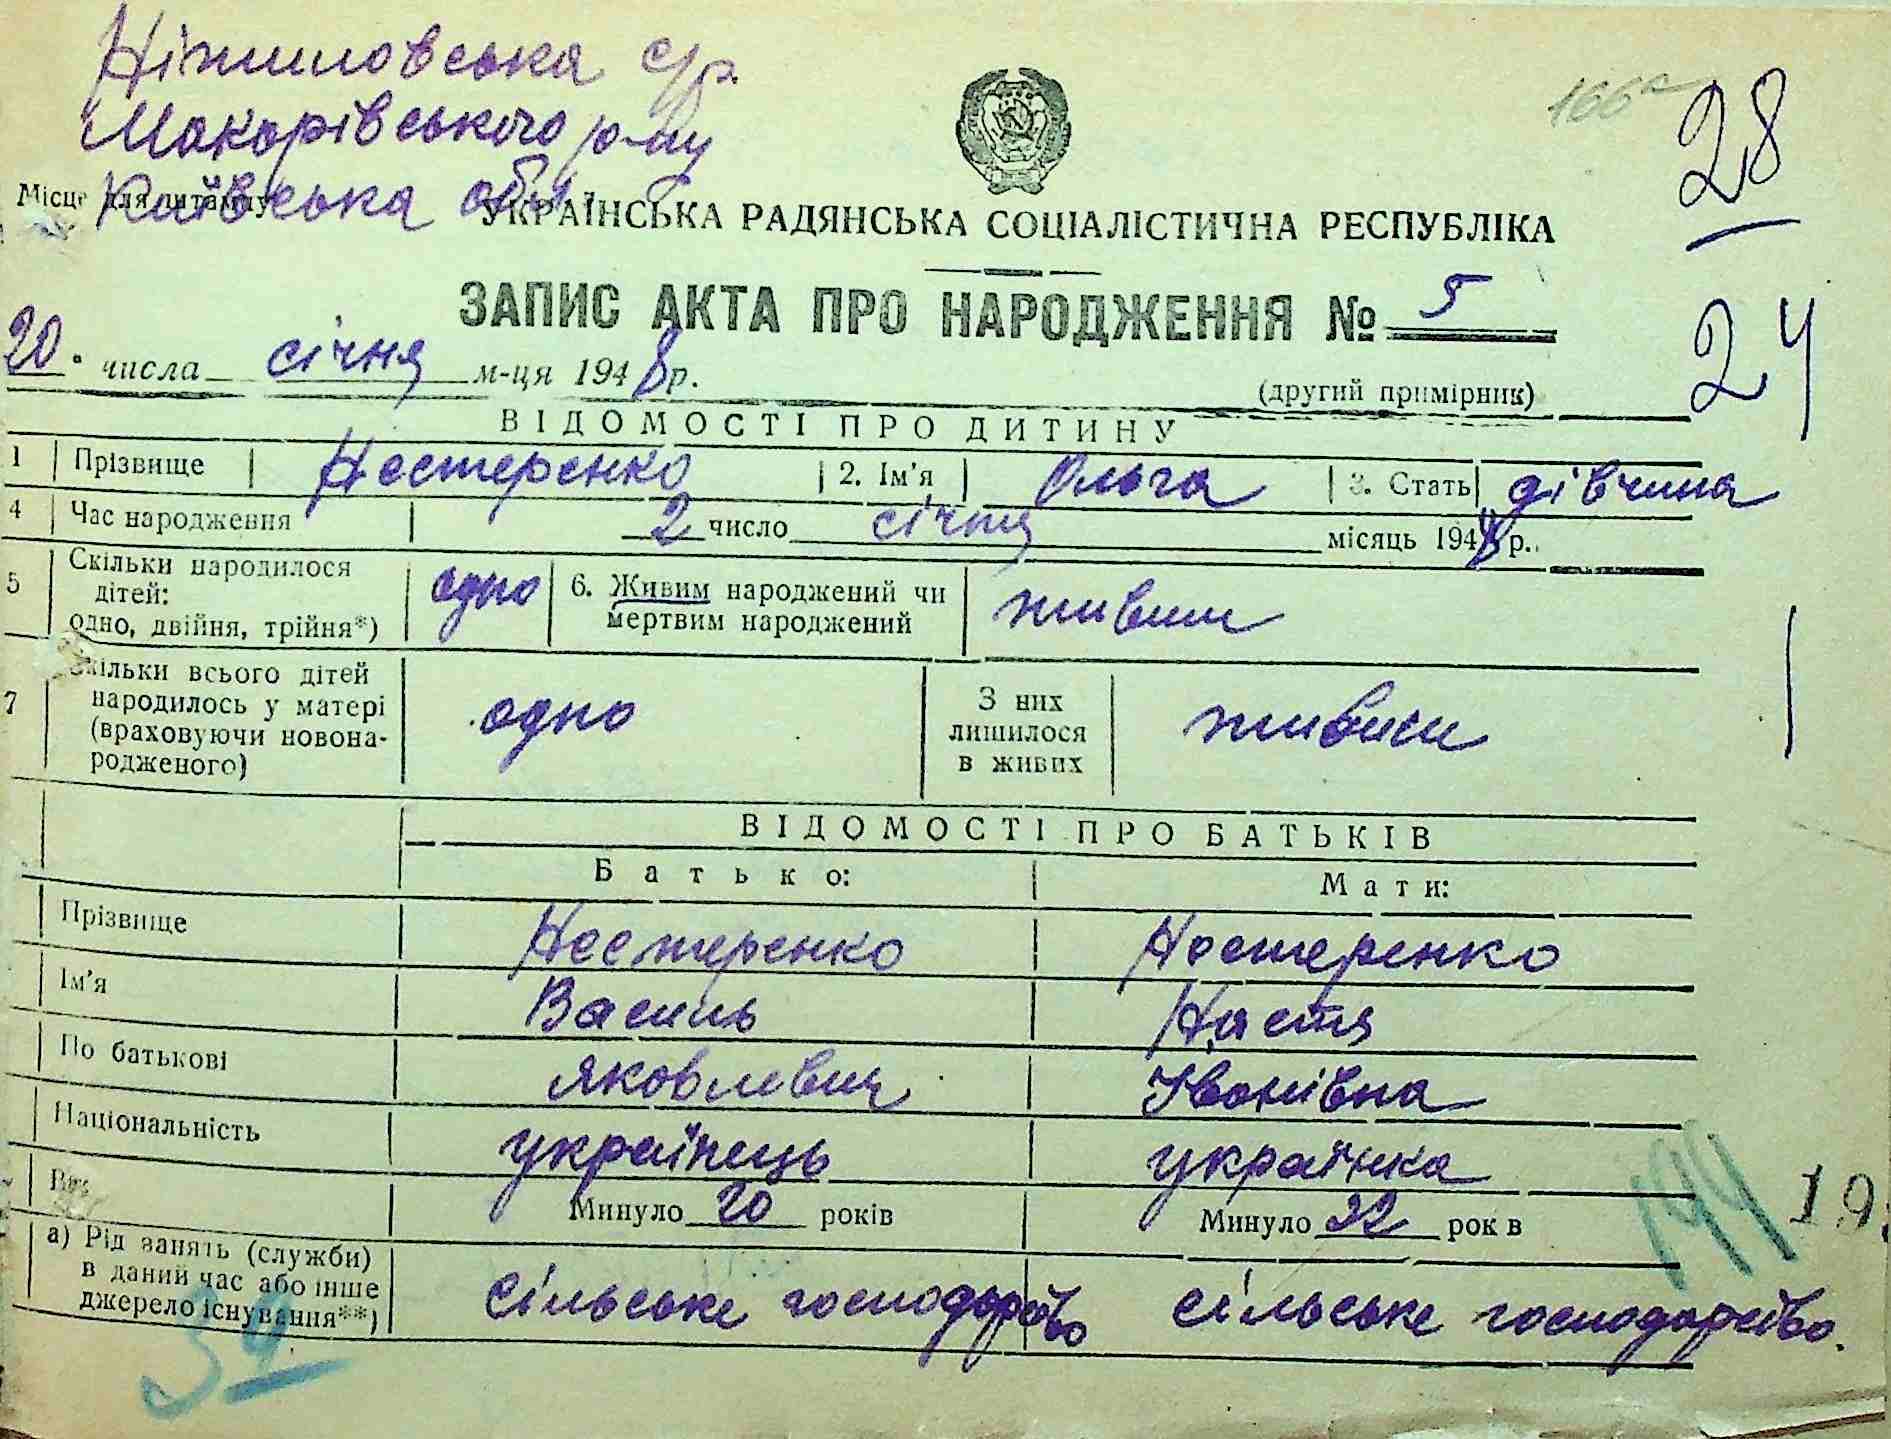 Ніжиловська с/р.
Макарівського р-ну
Київська обл.
Місце для штампу
166а
28
УКРАЇНСЬКА РАДЯНСЬКА СОЦІАЛІСТИЧНА РЕСПУБЛІКА
ЗАПИС АКТА ПРО НАРОДЖЕННЯ № 5
24
20. числа січня м-ця 1948 р.
(другий примірник)
ВІДОМОСТІ ПРО ДИТИНУ
1 Прізвище Нестеренко 2. Ім'я Ольга 3. Стать дівчина
4 Час народження 2 число січня місяць 1948 р.
5 Скільки народилося дітей: одно, двійня, трійня*) одно 6. Живим народжений чи мертвим народжений живим
7 Скільки всього дітей народилось у матері (враховуючи новонародженого) одно З них лишилося в живих живими
ВІДОМОСТІ ПРО БАТЬКІВ
Батько: Мати:
Прізвище Нестеренко Нестеренко
Ім'я Василь Настя
По батькові Яковлевич Іванівна
Національність українець українка
Вік Минуло 20 років Минуло 22 рок в
а) Рід занять (служби) в даний час або інше джерело існування**) сільське господарство сільське господарство.
194
19